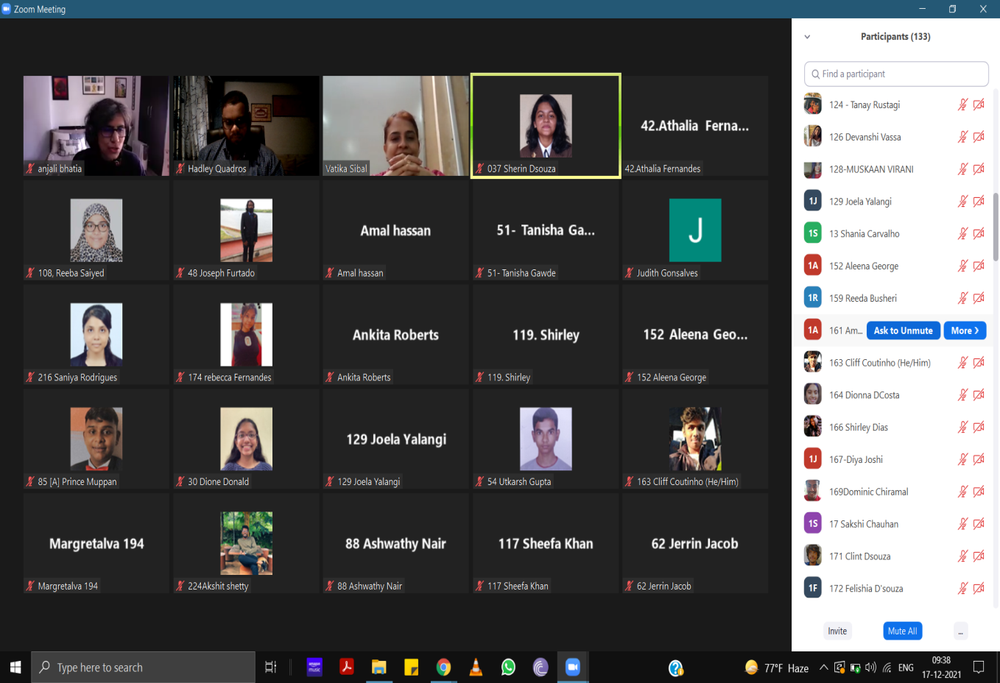 Zoom Meeting
anjali bhatia
Hadley Quadros
Vatika Sibal
037 Sherin Dsouza
42.Athalia Ferna...
42.Athalia Fernandes
108, Reeba Saiyed
48 Joseph Furtado
Amal hassan
Amal hassan
51- Tanisha Ga...
51- Tanisha Gawde
J
Judith Gonsalves
216 Saniya Rodrigues
174 rebecca Fernandes
Ankita Roberts
Ankita Roberts
119. Shirley
119. Shirley
152 Aleena Geo...
152 Aleena George
85 [A] Prince Muppan
30 Dione Donald
129 Joela Yalangi
129 Joela Yalangi
54 Utkarsh Gupta
163 Cliff Coutinho (He/Him)
Margretalva 194
Margretalva 194
224Akshit shetty
88 Ashwathy Nair
88 Ashwathy Nair
117 Sheefa Khan
117 Sheefa Khan
62 Jerrin Jacob
62 Jerrin Jacob
Participants (133)
Find a participant
124 - Tanay Rustagi
126 Devanshi Vassa
128-MUSKAAN VIRANI
1J 129 Joela Yalangi
1S 13 Shania Carvalho
1A 152 Aleena George
1R 159 Reeda Busheri
1A 161 Am... Ask to Unmute More
163 Cliff Coutinho (He/Him)
164 Dionna DCosta
166 Shirley Dias
1J 167-Diya Joshi
169Dominic Chiramal
1S 17 Sakshi Chauhan
171 Clint Dsouza
1F 172 Felishia D'souza
Invite Mute All ...
Type here to search
amazon music
77°F Haze
ENG
09:38
17-12-2021